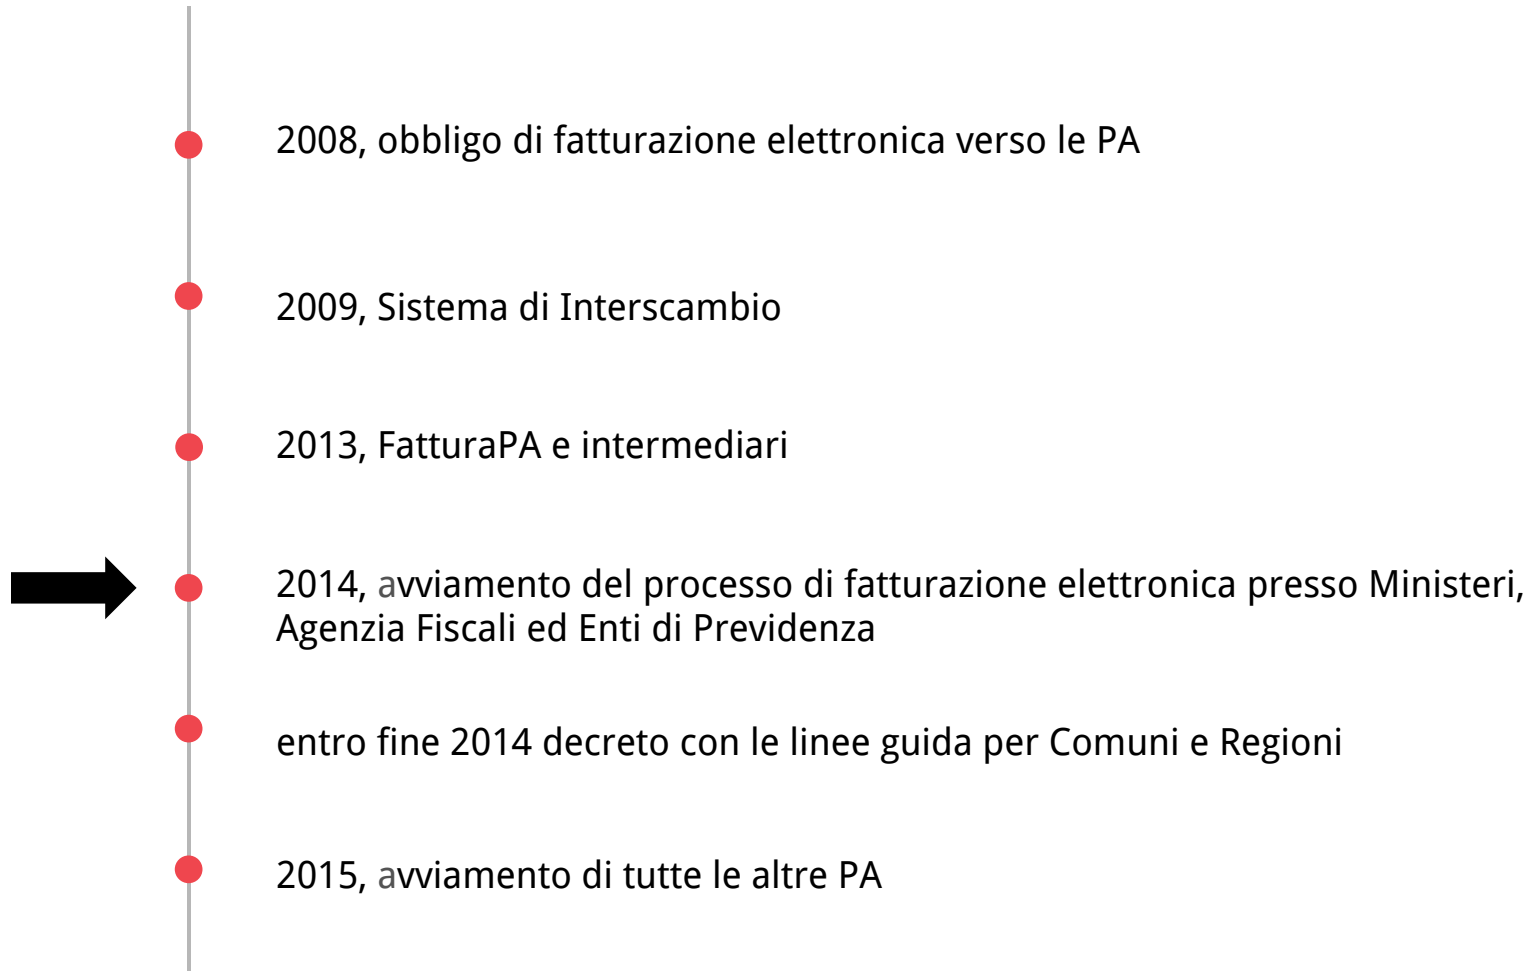 2008, obbligo di fatturazione elettronica verso le PA
2009, Sistema di Interscambio
2013, FatturaPA e intermediari
2014, avviamento del processo di fatturazione elettronica presso Ministeri,
Agenzia Fiscali ed Enti di Previdenza
entro fine 2014 decreto con le linee guida per Comuni e Regioni
2015, avviamento di tutte le altre PA